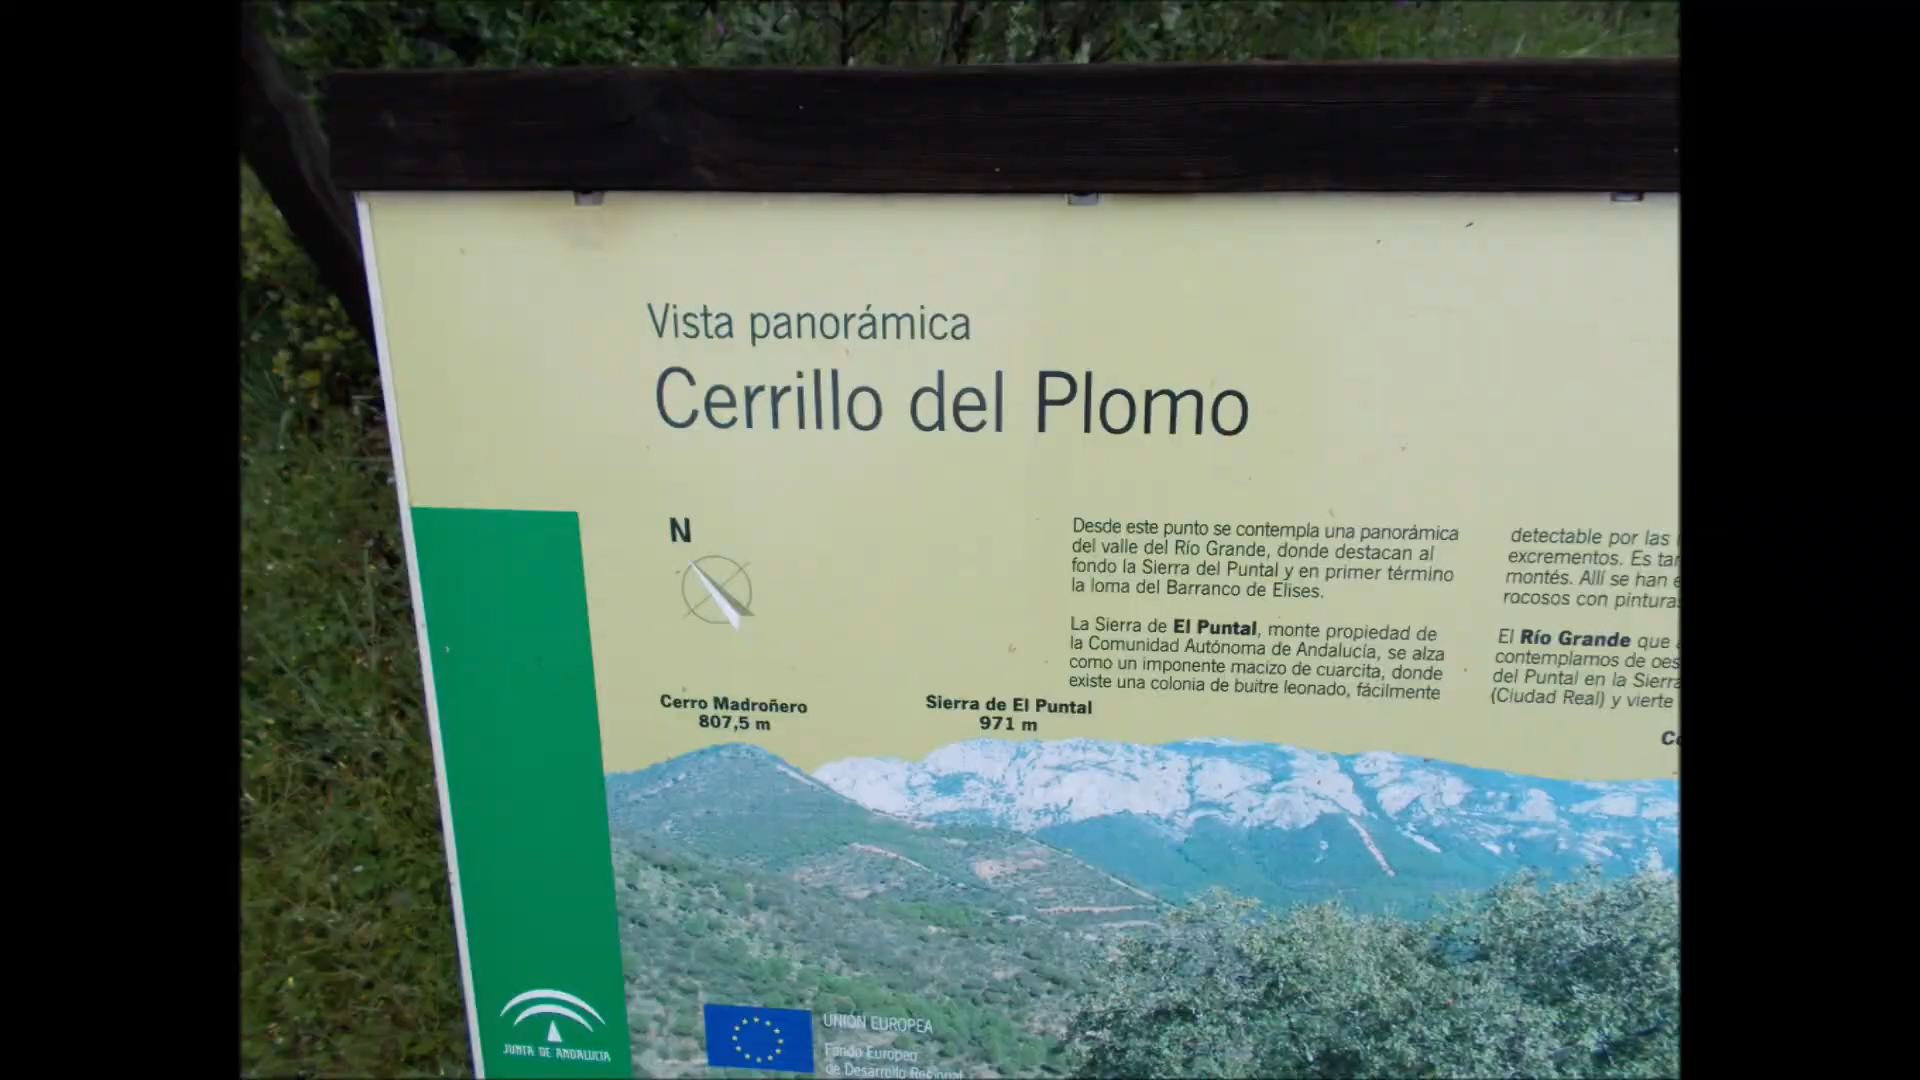 Vista panorámica
Cerrillo del Plomo
N
Desde este punto se contempla una panorámica
del valle del Río Grande, donde destacan al
fondo la Sierra del Puntal y en primer término
la loma del Barranco de Elises.
La Sierra de El Puntal, monte propiedad de
la Comunidad Autónoma de Andalucía, se alza
como un imponente macizo de cuarcita, donde
existe una colonia de buitre leonado, fácilmente
detectable por las
excrementos. Es
montés. Allí se han
rocosos con
El Río Grande que
contemplamos de
del Puntal en la Sierra
(Ciudad Real) y vierte
Cerro Madroñero
807,5 m
Sierra de El Puntal
971 m
JUNTA DE ANDALUCIA
UNIÓN EUROPEA
Fondo Europeo
de Desarrollo Regional